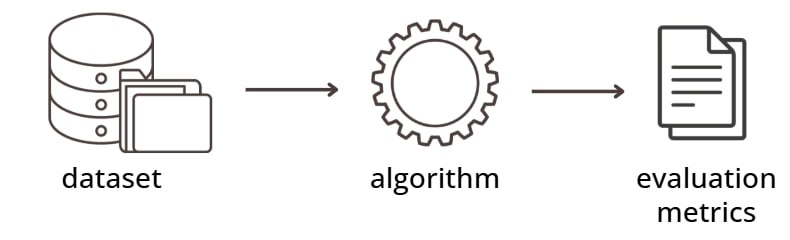 dataset
algorithm
evaluation
metrics